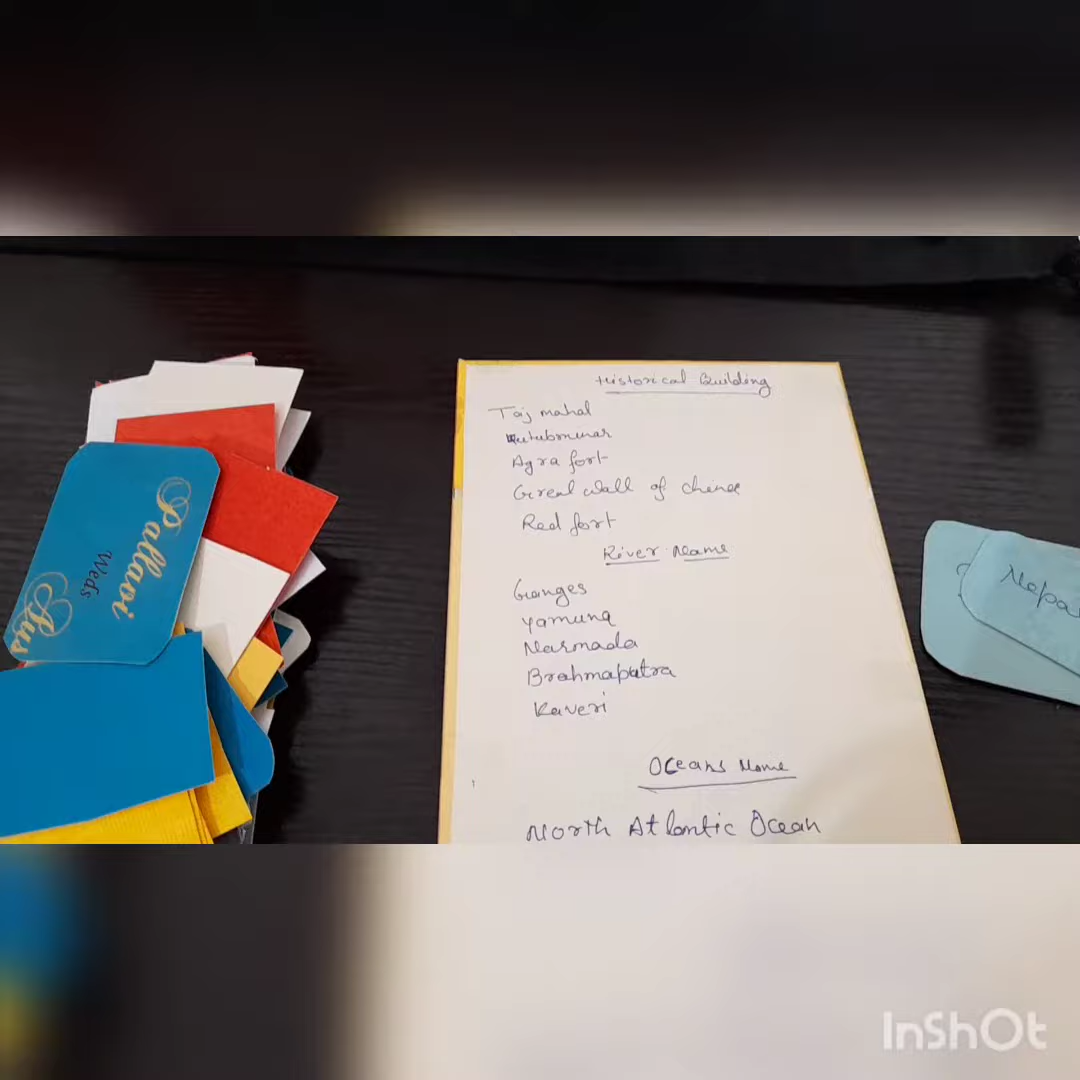 Historical Building
Taj mahal
Qutubminar
Agra fort
Great wall of china
Red fort
River Name
Ganges
Yamuna
Narmada
Brahmaputra
Kaveri
Oceans Name
North Atlantic Ocean
Pallavi
Weds
Nepa
InShOt